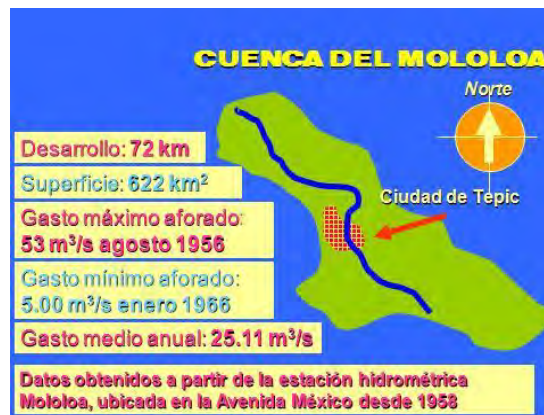 CUENCA DEL MOLOLOA
Norte
Desarrollo: 72 km
Superficie: 622 km²
Ciudad de Tepic
Gasto máximo aforado:
53 m³/s agosto 1956
Gasto mínimo aforado:
5.00 m³/s enero 1966
Gasto medio anual: 25.11 m³/s
Datos obtenidos a partir de la estación hidrométrica
Mololoa, ubicada en la Avenida México desde 1958